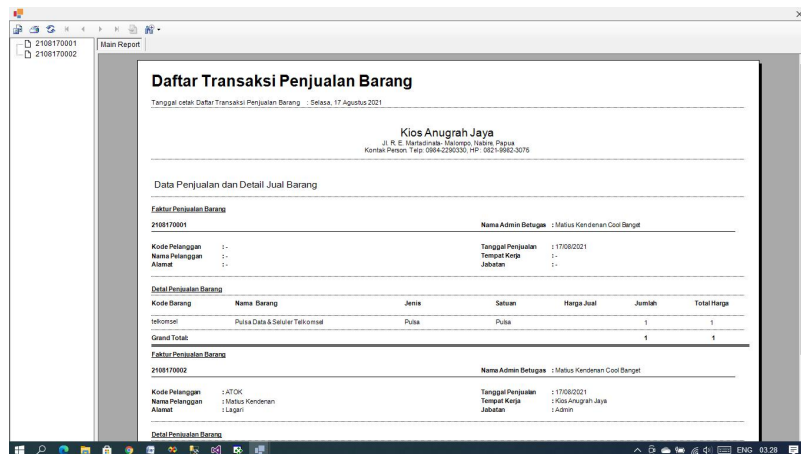 2108170001
2108170002
Main Report
Daftar Transaksi Penjualan Barang
Tanggal cetak Daftar Transaksi Penjualan Barang : Selasa, 17 Agustus 2021
Kios Anugrah Jaya
Jl. R. E. Martadinata- Malompo, Nabire, Papua
Kontak Person Telp: 0984-2290330, HP: 0821-9982-3076
Data Penjualan dan Detail Jual Barang
Faktur Penjualan Barang
2108170001 Nama Admin Betugas : Matius Kendenan Cool Banget
Kode Pelanggan : - Tanggal Penjualan : 17/08/2021
Nama Pelanggan : - Tempat Kerja : -
Alamat : - Jabatan : -
Detal Penjualan Barang
Kode Barang Nama Barang Jenis Satuan Harga Jual Jumlah Total Harga
telkomsel Pulsa Data & Seluler Telkomsel Pulsa Pulsa 1 1
Grand Total: 1 1
Faktur Penjualan Barang
2108170002 Nama Admin Betugas : Matius Kendenan Cool Banget
Kode Pelanggan : ATOK Tanggal Penjualan : 17/08/2021
Nama Pelanggan : Matius Kendenan Tempat Kerja : Kios Anugrah Jaya
Alamat : Lagari Jabatan : Admin
Detal Penjualan Barang
ENG 03.28